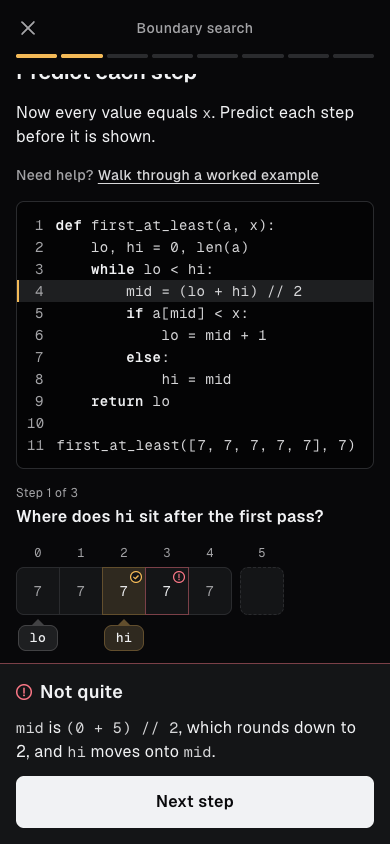 Boundary search
Predict each step
Now every value equals x. Predict each step
before it is shown.
Need help? Walk through a worked example
1 def first_at_least(a, x):
2     lo, hi = 0, len(a)
3     while lo < hi:
4         mid = (lo + hi) // 2
5         if a[mid] < x:
6             lo = mid + 1
7         else:
8             hi = mid
9     return lo
10
11 first_at_least([7, 7, 7, 7, 7], 7)
Step 1 of 3
Where does hi sit after the first pass?
0 1 2 3 4 5
7 7 7 7 7
lo hi
Not quite
mid is (0 + 5) // 2, which rounds down to
2, and hi moves onto mid.
Next step